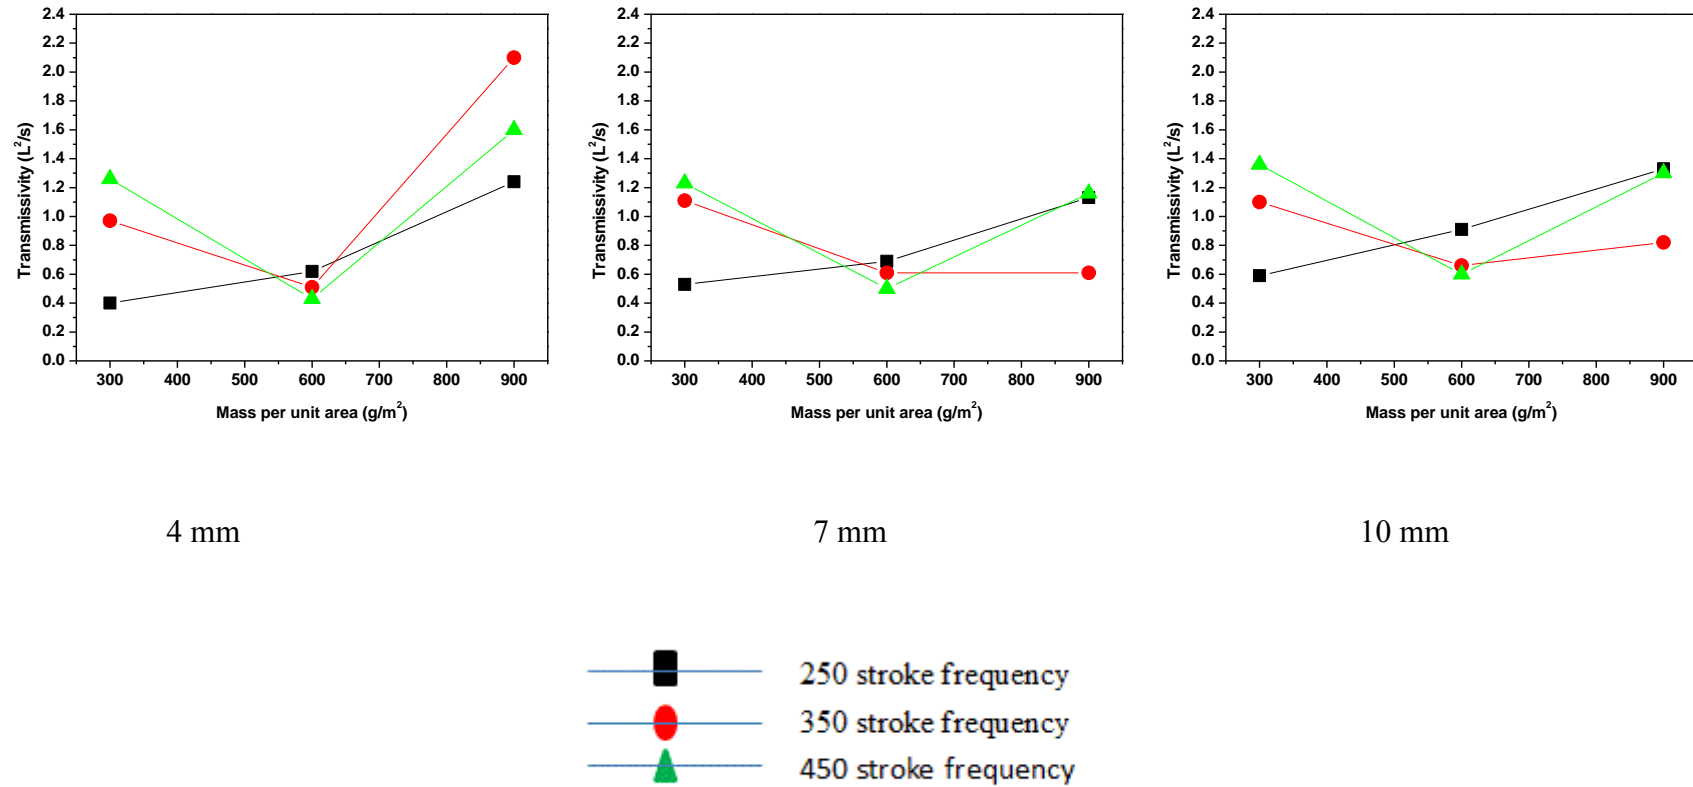 2.4
2.2
2.0
1.8
1.6
1.4
1.2
1.0
0.8
0.6
0.4
0.2
0.0
Transmissivity (L²/s)
300 400 500 600 700 800 900
Mass per unit area (g/m²)
2.4
2.2
2.0
1.8
1.6
1.4
1.2
1.0
0.8
0.6
0.4
0.2
0.0
Transmissivity (L²/s)
300 400 500 600 700 800 900
Mass per unit area (g/m²)
2.4
2.2
2.0
1.8
1.6
1.4
1.2
1.0
0.8
0.6
0.4
0.2
0.0
Transmissivity (L²/s)
300 400 500 600 700 800 900
Mass per unit area (g/m²)
4 mm
7 mm
10 mm
250 stroke frequency
350 stroke frequency
450 stroke frequency